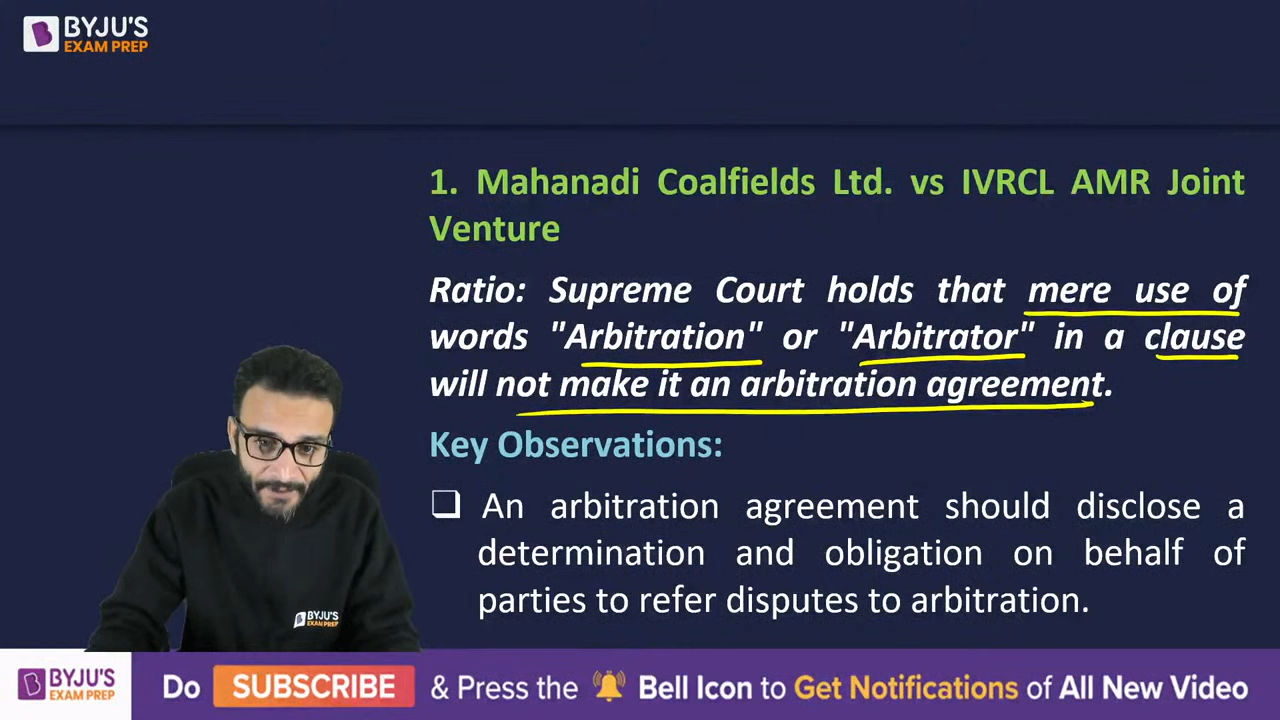 BYJU'S
EXAM PREP
1. Mahanadi Coalfields Ltd. vs IVRCL AMR Joint
Venture
Ratio: Supreme Court holds that mere use of
words "Arbitration" or "Arbitrator" in a clause
will not make it an arbitration agreement.
Key Observations:
❑ An arbitration agreement should disclose a
determination and obligation on behalf of
parties to refer disputes to arbitration.
BYJU'S
EXAM PREP
BYJU'S
EXAM PREP
Do SUBSCRIBE & Press the Bell Icon to Get Notifications of All New Video